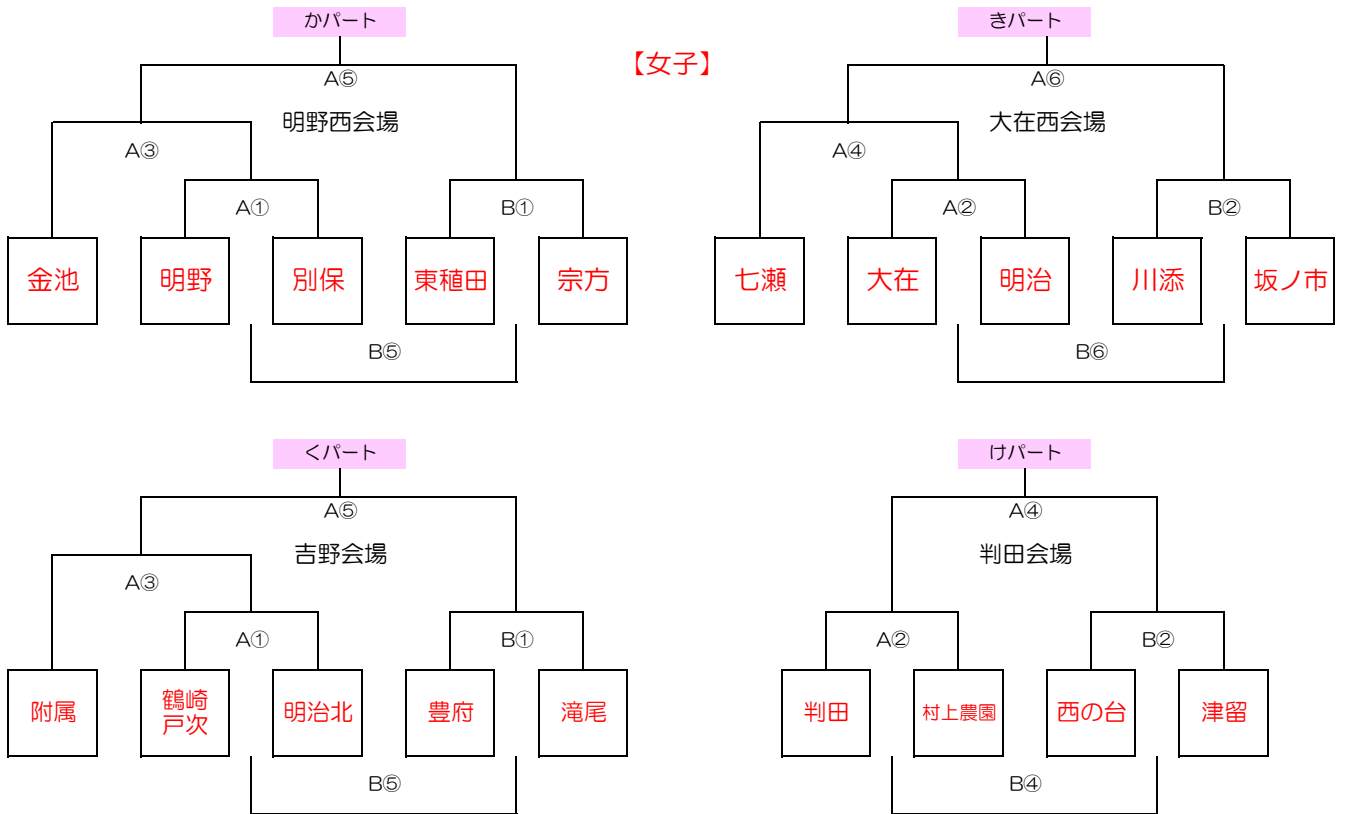 かパート
きパート
【女子】
A⑤
A⑥
明野西会場
大在西会場
A③
A④
A①
B①
A②
B②
金池
明野
別保
東稙田
宗方
七瀬
大在
明治
川添
坂ノ市
B⑤
B⑥
くパート
けパート
A⑤
A④
吉野会場
判田会場
A③
A①
B①
A②
B②
附属
鶴崎
戸次
明治北
豊府
滝尾
判田
村上農園
西の台
津留
B⑤
B④